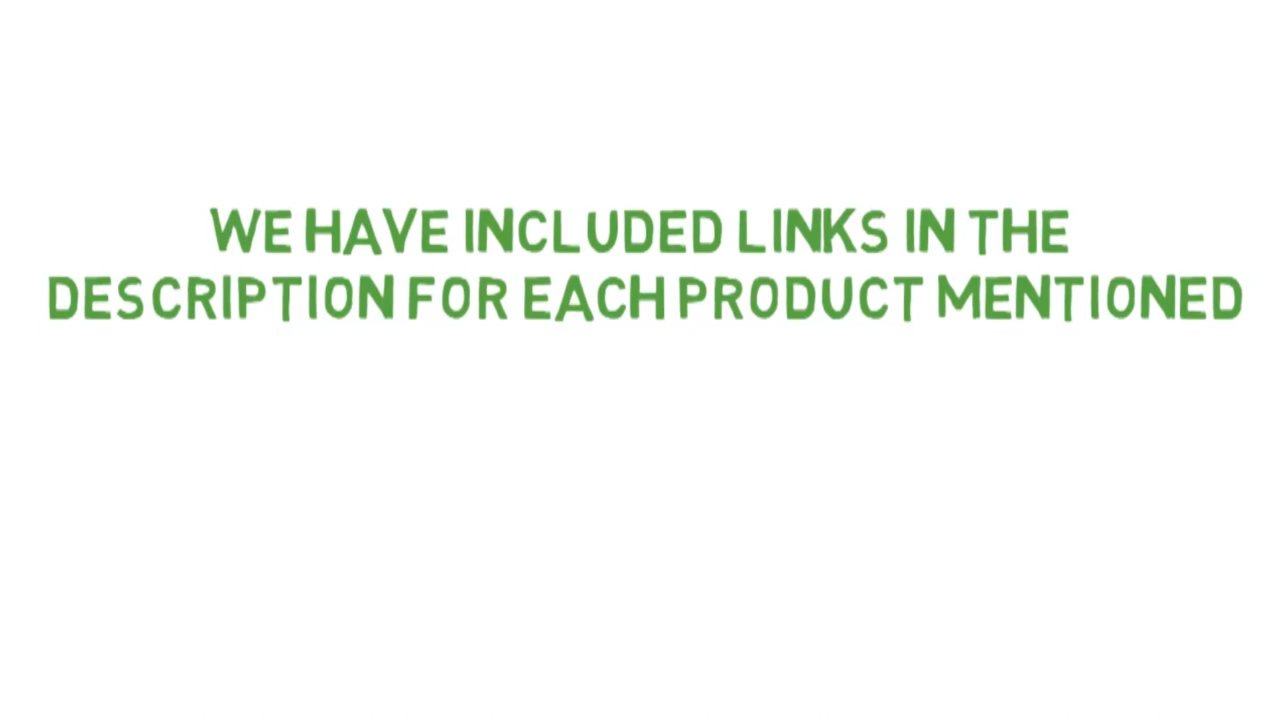 WE HAVE INCLUDED LINKS IN THE
DESCRIPTION FOR EACH PRODUCT MENTIONED